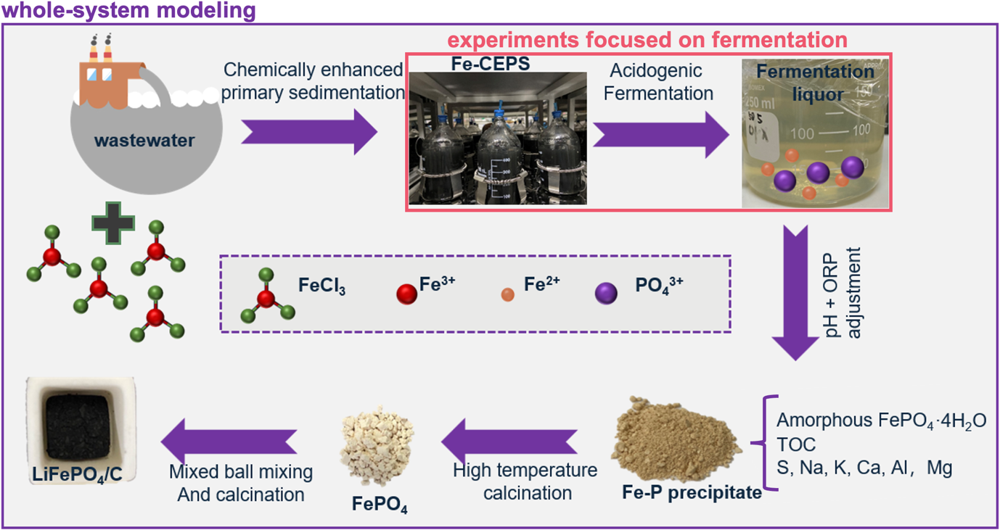 whole-system modeling
experiments focused on fermentation
wastewater
Chemically enhanced
primary sedimentation
Fe-CEPS
Acidogenic
Fermentation
Fermentation
liquor
250 ml
100
100
FeCl₃
Fe³⁺
Fe²⁺
PO₄³⁺
pH + ORP
adjustment
LiFePO₄/C
Mixed ball mixing
And calcination
FePO₄
High temperature
calcination
Fe-P precipitate
Amorphous FePO₄·4H₂O
TOC
S, Na, K, Ca, Al, Mg